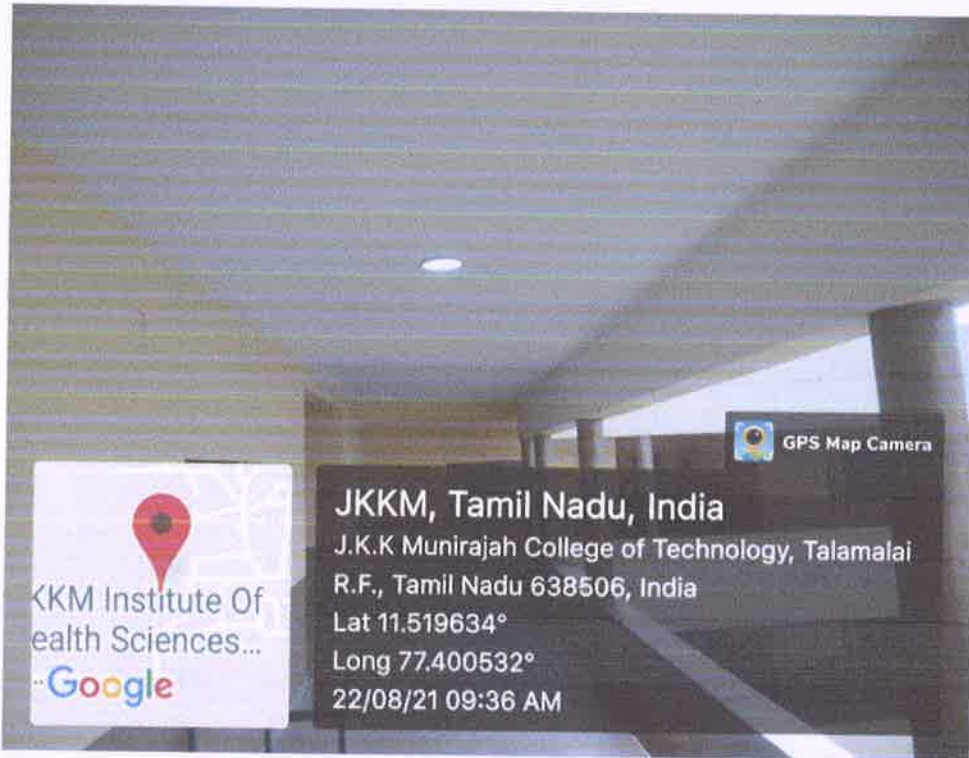 GPS Map Camera
JKKM, Tamil Nadu, India
J.K.K Munirajah College of Technology, Talamalai
R.F., Tamil Nadu 638506, India
Lat 11.519634°
Long 77.400532°
22/08/21 09:36 AM
KKM Institute Of
ealth Sciences...
Google